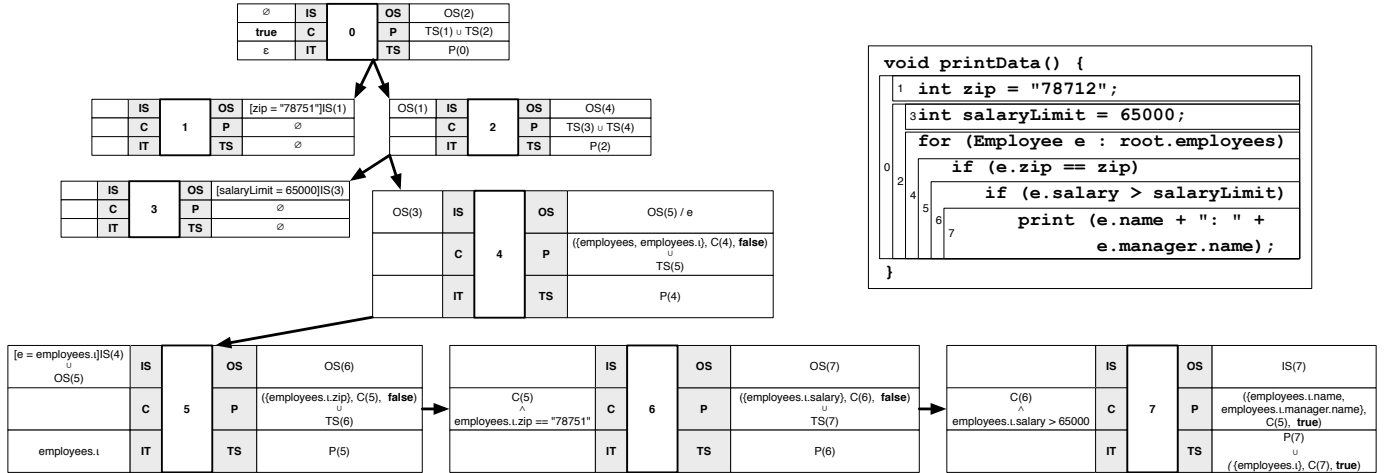 ∅ IS OS OS(2)
true C 0 P TS(1) ∪ TS(2)
ε IT TS P(0)
IS OS [zip = "78751"]IS(1)
C 1 P ∅
IT TS ∅
OS(1) IS OS OS(4)
C 2 P TS(3) ∪ TS(4)
IT TS P(2)
IS OS [salaryLimit = 65000]IS(3)
C 3 P ∅
IT TS ∅
OS(3) IS OS OS(5) / e
C 4 P ({employees, employees.ι}, C(4), false)
∪
TS(5)
IT TS P(4)
void printData() {
1 int zip = "78712";
3 int salaryLimit = 65000;
for (Employee e : root.employees)
0 2 4 if (e.zip == zip)
5 if (e.salary > salaryLimit)
6 7 print (e.name + ": " +
e.manager.name);
}
[e = employees.ι]IS(4)
∪
OS(5)
IS OS OS(6)
C 5 P ({employees.ι.zip}, C(5), false)
∪
TS(6)
employees.ι IT TS P(5)
IS OS OS(7)
C(5)
∧
employees.ι.zip == "78751"
C 6 P ({employees.ι.salary}, C(6), false)
∪
TS(7)
IT TS P(6)
IS OS IS(7)
C(6)
∧
employees.ι.salary > 65000
C 7 P ({employees.ι.name,
employees.ι.manager.name},
C(5), true)
IT TS P(7)
∪
({employees.ι}, C(7), true)